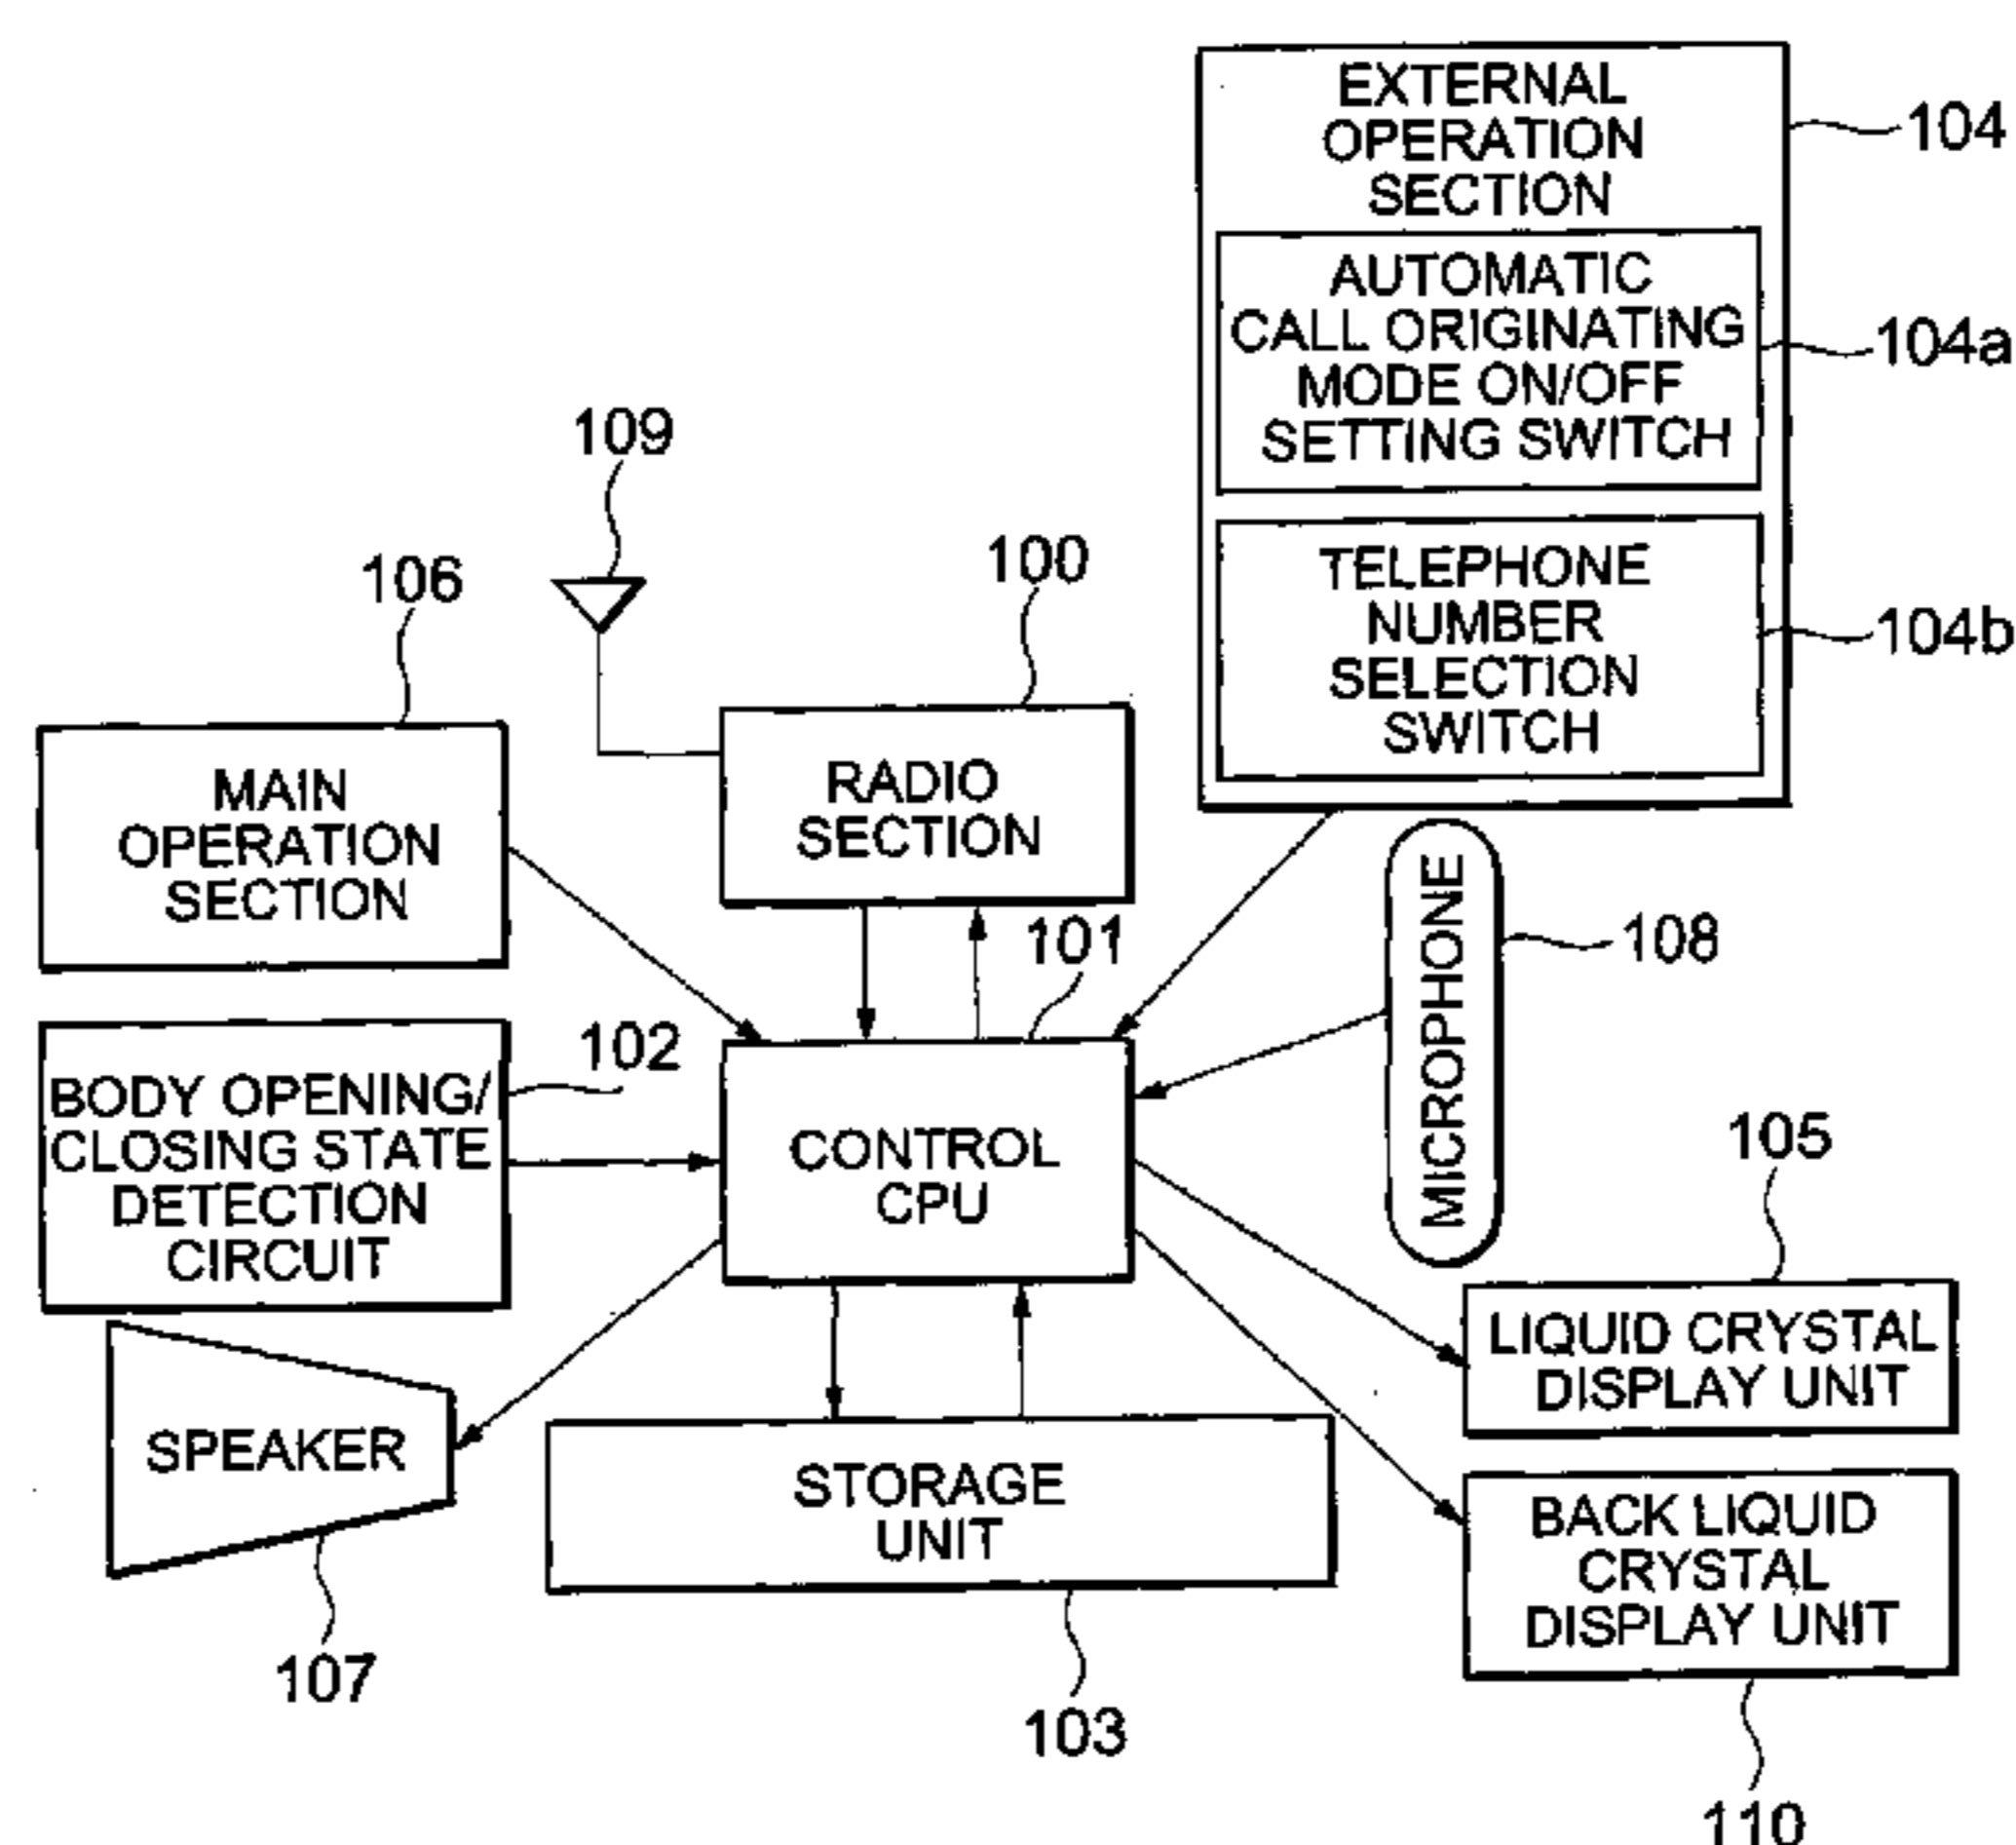 EXTERNAL
OPERATION
SECTION
104
AUTOMATIC
CALL ORIGINATING
MODE ON/OFF
SETTING SWITCH
104a
TELEPHONE
NUMBER
SELECTION
SWITCH
104b
109
106
100
MAIN
OPERATION
SECTION
RADIO
SECTION
101
MICROPHONE
108
102
BODY OPENING/
CLOSING STATE
DETECTION
CIRCUIT
CONTROL
CPU
105
LIQUID CRYSTAL
DISPLAY UNIT
SPEAKER
107
STORAGE
UNIT
103
BACK LIQUID
CRYSTAL
DISPLAY UNIT
110